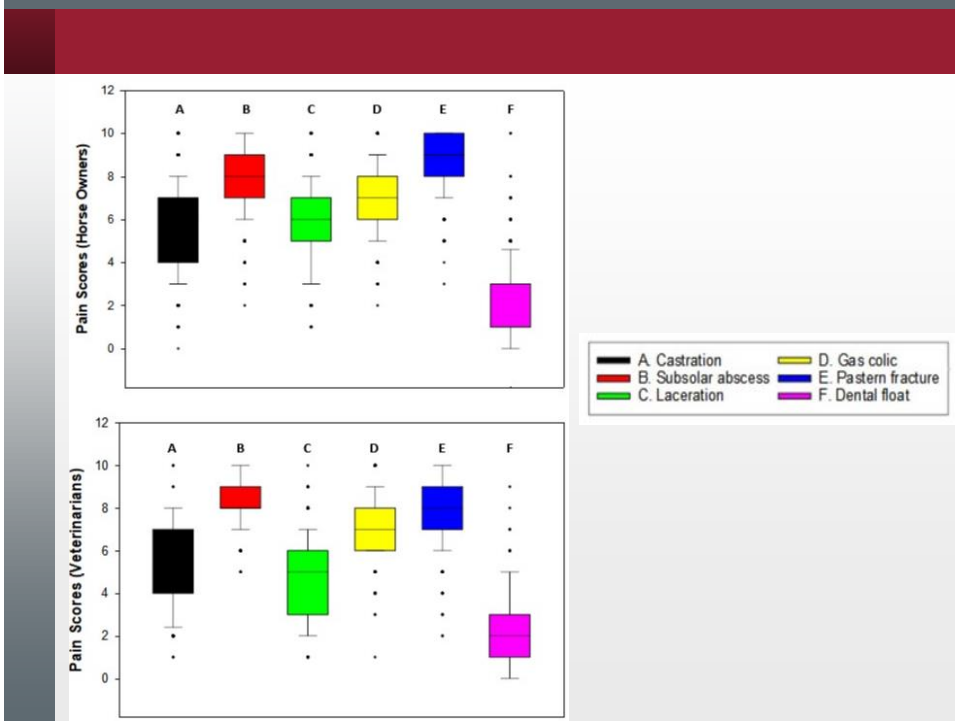 12
A B C D E F
10
8
6
4
2
0
Pain Scores (Horse Owners)
A. Castration
B. Subsolar abscess
C. Laceration
D. Gas colic
E. Pastern fracture
F. Dental float
12
A B C D E F
10
8
6
4
2
0
Pain Scores (Veterinarians)